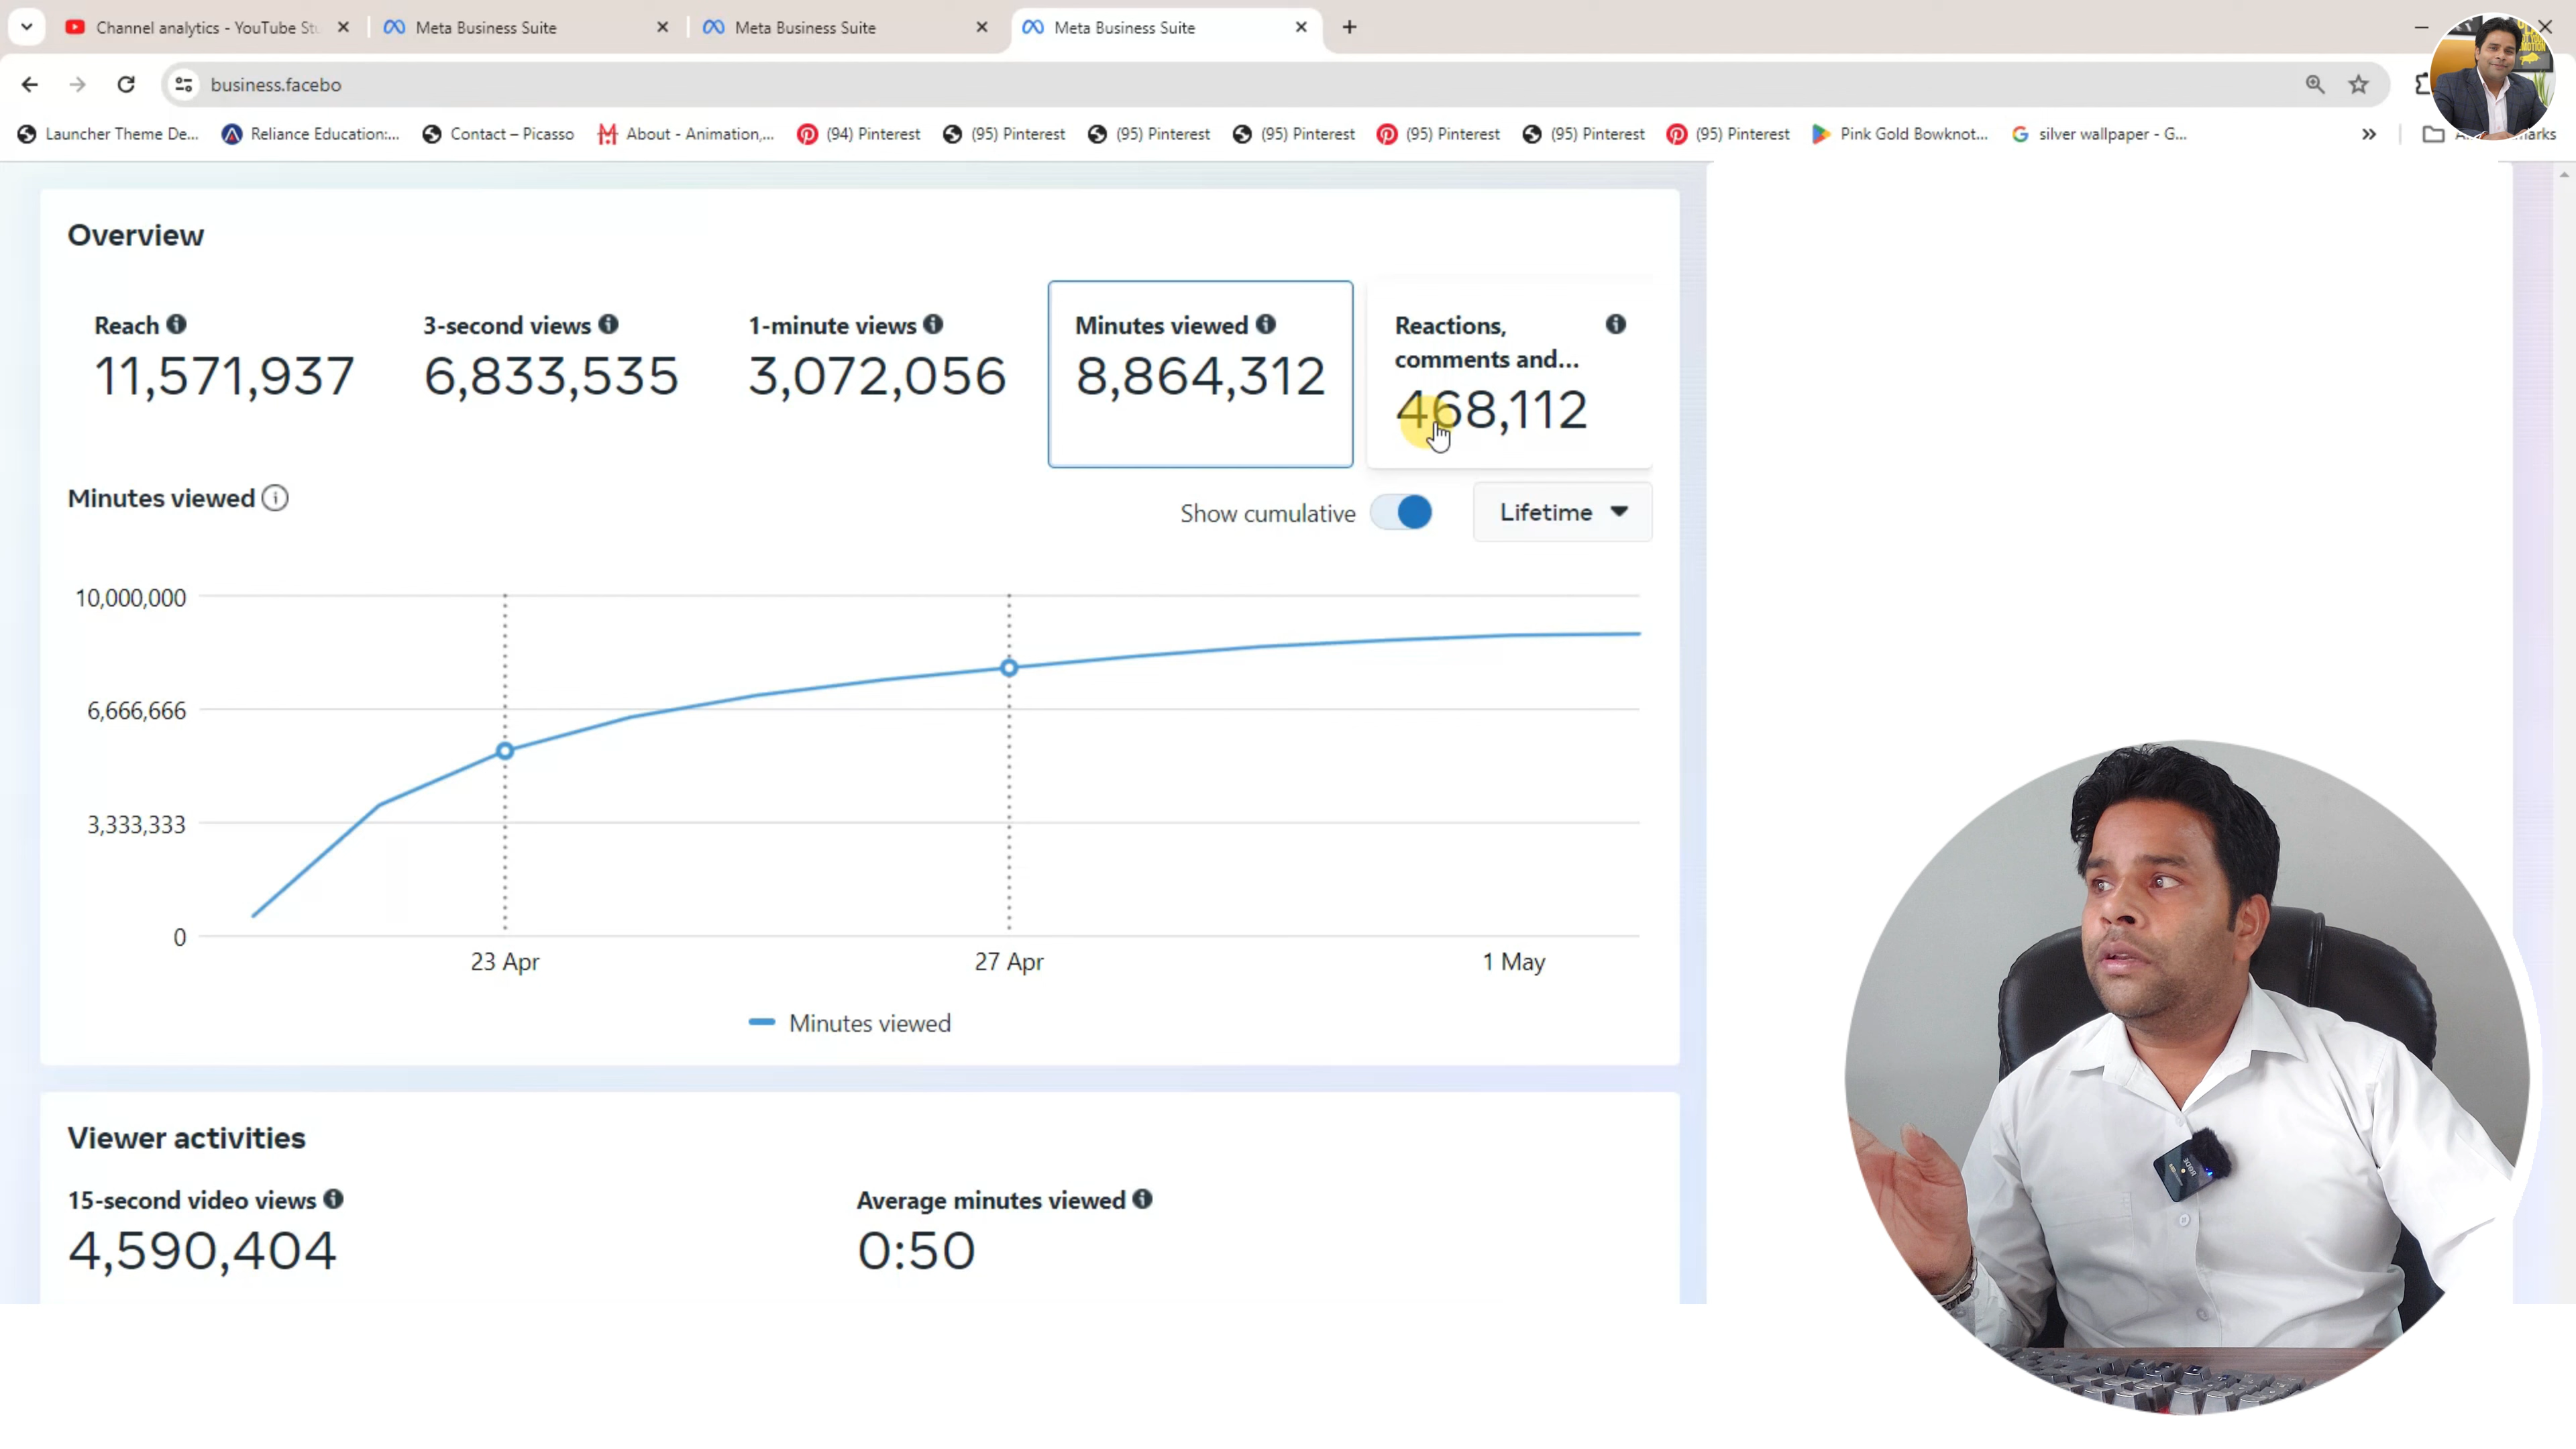 Channel analytics - YouTube Stu
Meta Business Suite
Meta Business Suite
Meta Business Suite
business.facebo
Launcher Theme De...
Reliance Education:...
Contact – Picasso
About - Animation,...
(94) Pinterest
(95) Pinterest
(95) Pinterest
(95) Pinterest
(95) Pinterest
(95) Pinterest
(95) Pinterest
Pink Gold Bowknot...
silver wallpaper - G...
Overview
Reach
11,571,937
3-second views
6,833,535
1-minute views
3,072,056
Minutes viewed
8,864,312
Reactions,
comments and...
468,112
Minutes viewed
Show cumulative
Lifetime
10,000,000
6,666,666
3,333,333
0
23 Apr
27 Apr
1 May
Minutes viewed
Viewer activities
15-second video views
4,590,404
Average minutes viewed
0:50